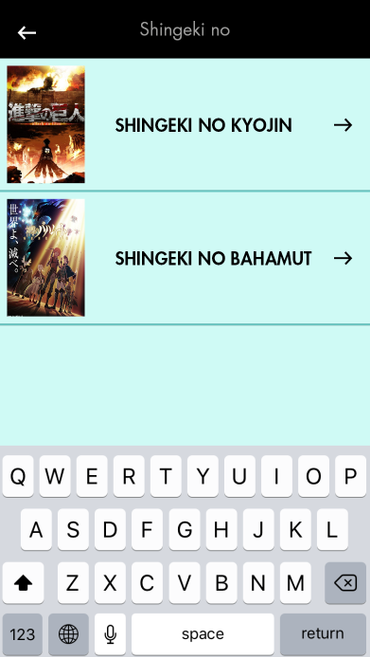 Shingeki no
進撃の巨人
SHINGEKI NO KYOJIN
世界よ、滅べ。
SHINGEKI NO BAHAMUT
Q W E R T Y U I O P
A S D F G H J K L
Z X C V B N M
123 space return